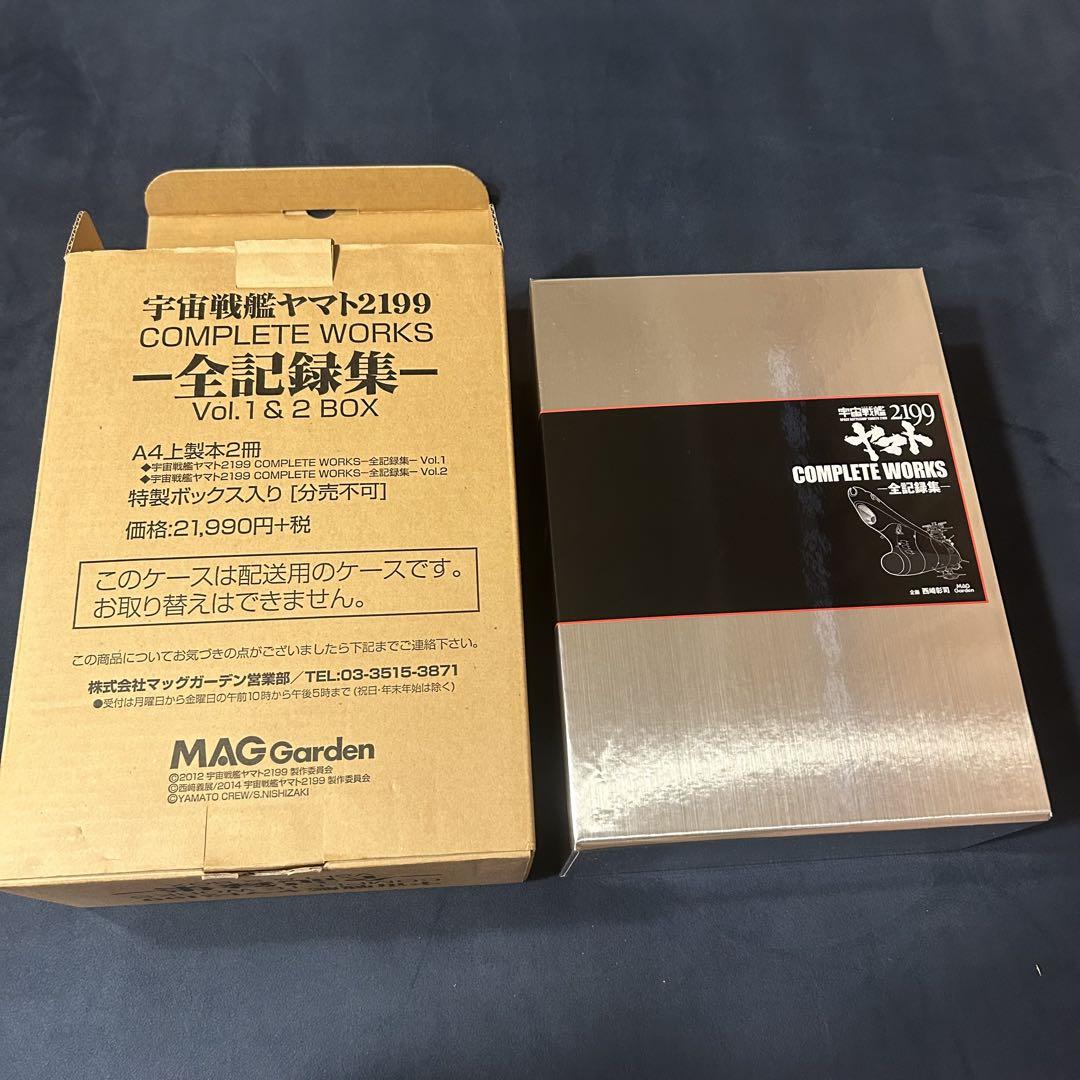 宇宙戦艦ヤマト2199
COMPLETE WORKS
ー全記録集ー
Vol.1 & 2 BOX
A4上製本2冊
◆宇宙戦艦ヤマト2199 COMPLETE WORKSー全記録集ー Vol.1
◆宇宙戦艦ヤマト2199 COMPLETE WORKSー全記録集ー Vol.2
特製ボックス入り [分売不可]
価格:21,990円+税
このケースは配送用のケースです。
お取り替えはできません。
この商品についてお気づきの点がございましたら下記までご連絡下さい。
株式会社マッグガーデン営業部/TEL:03-3515-3871
●受付は月曜日から金曜日の午前10時から午後5時まで (祝日・年末年始は除く)
MAG Garden
©2012 宇宙戦艦ヤマト2199 製作委員会
©西﨑義展/2014 宇宙戦艦ヤマト2199 製作委員会
©YAMATO CREW/S.NISHIZAKI
宇宙戦艦 2199
SPACE BATTLESHIP YAMATO 2199
ヤマト
COMPLETE WORKS
ー全記録集ー
企画 西﨑彰司
MAG Garden